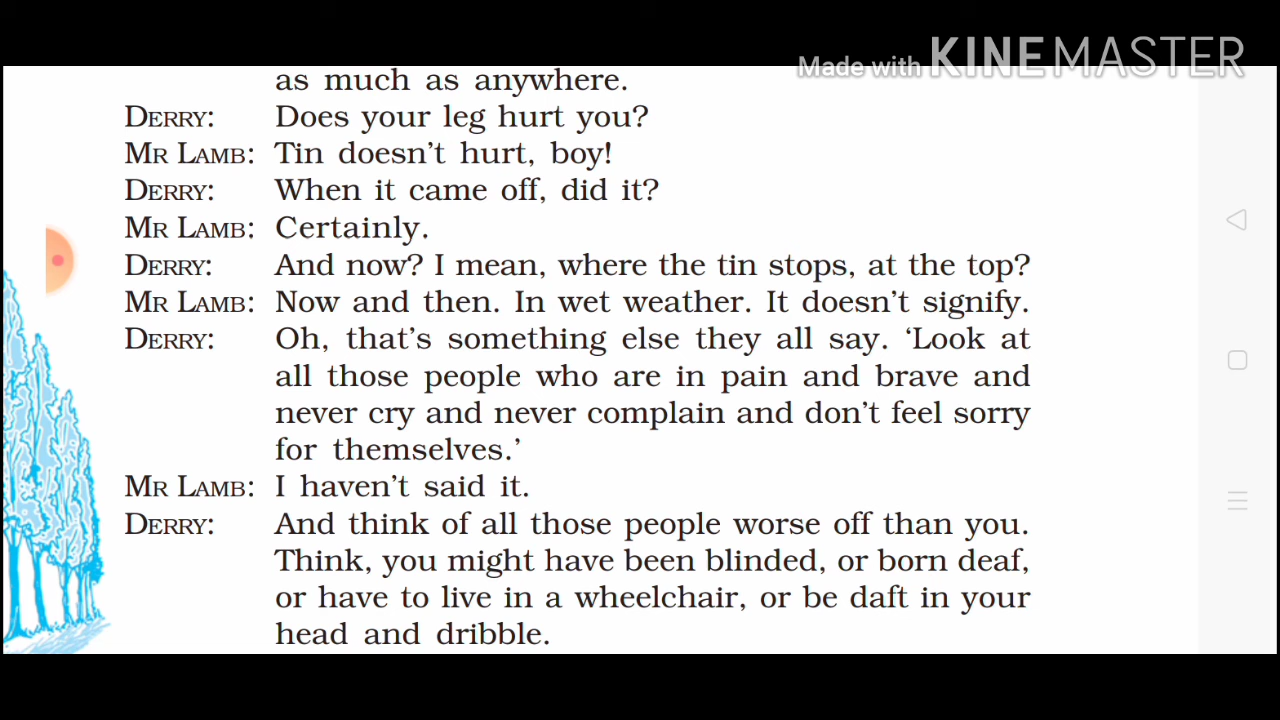 Made with KINEMASTER
as much as anywhere.
DERRY: Does your leg hurt you?
MR LAMB: Tin doesn't hurt, boy!
DERRY: When it came off, did it?
MR LAMB: Certainly.
DERRY: And now? I mean, where the tin stops, at the top?
MR LAMB: Now and then. In wet weather. It doesn't signify.
DERRY: Oh, that's something else they all say. ‘Look at
all those people who are in pain and brave and
never cry and never complain and don't feel sorry
for themselves.’
MR LAMB: I haven't said it.
DERRY: And think of all those people worse off than you.
Think, you might have been blinded, or born deaf,
or have to live in a wheelchair, or be daft in your
head and dribble.